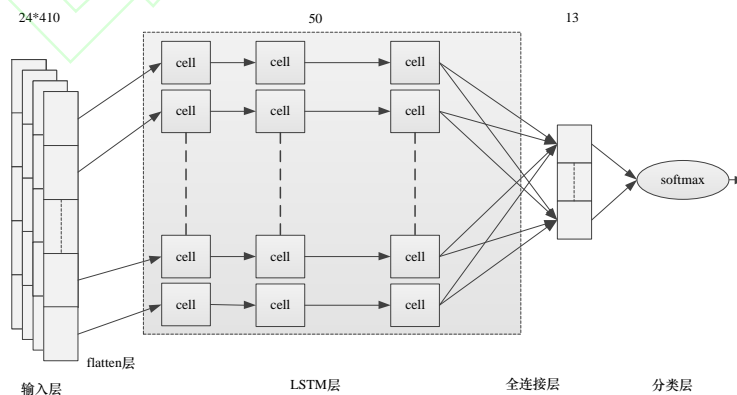 24*410
50
13
cell cell cell
cell cell cell
cell cell cell
cell cell cell
softmax
flatten层
输入层
LSTM层
全连接层
分类层